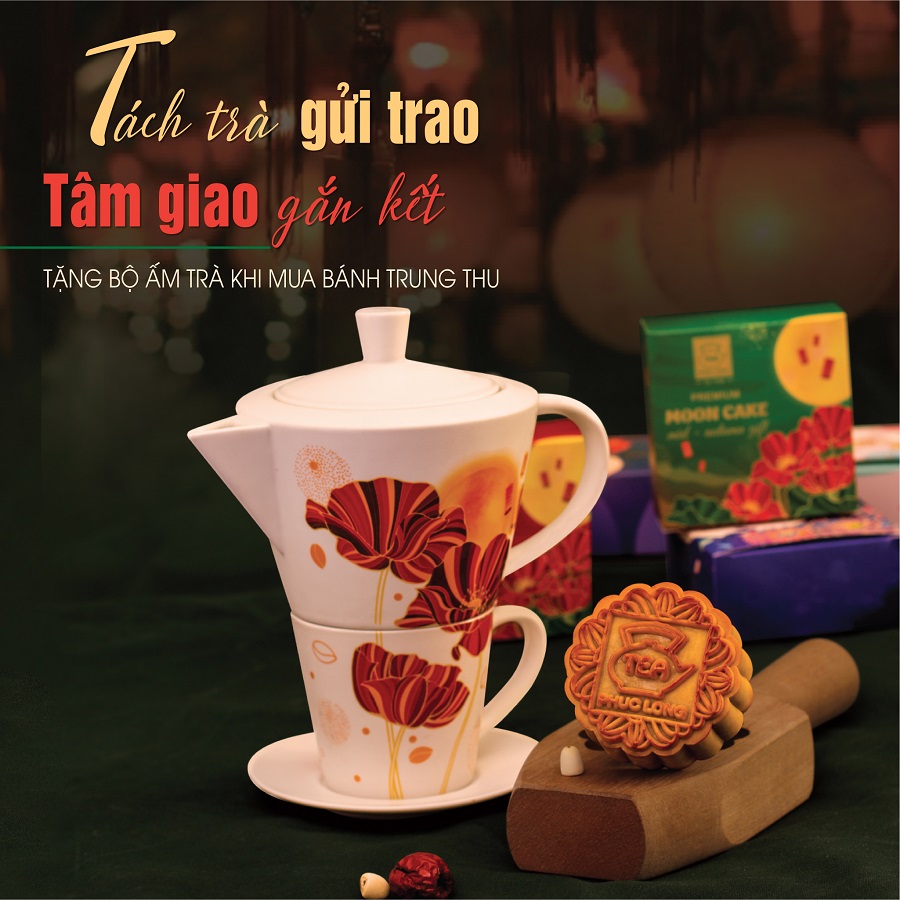 Tách trà gửi trao
Tâm giao gắn kết
TẶNG BỘ ẤM TRÀ KHI MUA BÁNH TRUNG THU
PREMIUM
MOON CAKE
TEA
PHUC LONG